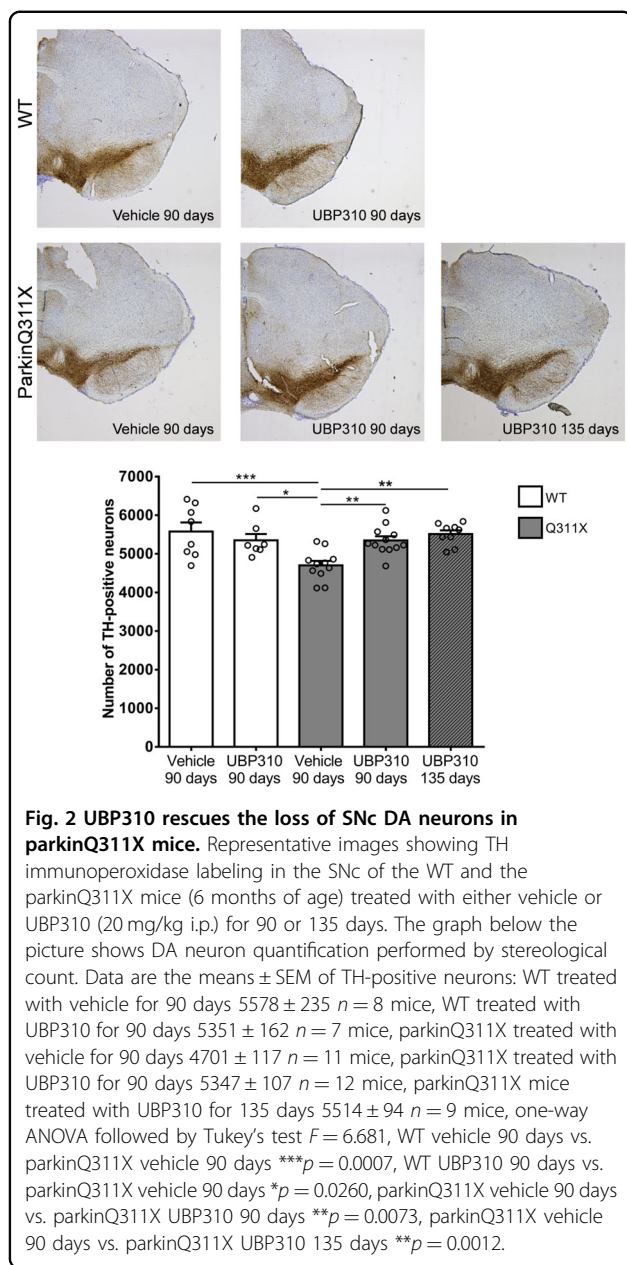 WT
Vehicle 90 days
UBP310 90 days
ParkinQ311X
Vehicle 90 days
UBP310 90 days
UBP310 135 days
Number of TH-positive neurons
7000
6000
5000
4000
3000
2000
1000
0
***
*
**
**
WT
Q311X
Vehicle
90 days
UBP310
90 days
Vehicle
90 days
UBP310
90 days
UBP310
135 days
Fig. 2 UBP310 rescues the loss of SNc DA neurons in
parkinQ311X mice. Representative images showing TH
immunoperoxidase labeling in the SNc of the WT and the
parkinQ311X mice (6 months of age) treated with either vehicle or
UBP310 (20 mg/kg i.p.) for 90 or 135 days. The graph below the
picture shows DA neuron quantification performed by stereological
count. Data are the means ± SEM of TH-positive neurons: WT treated
with vehicle for 90 days 5578 ± 235 n = 8 mice, WT treated with
UBP310 for 90 days 5351 ± 162 n = 7 mice, parkinQ311X treated with
vehicle for 90 days 4701 ± 117 n = 11 mice, parkinQ311X treated with
UBP310 for 90 days 5347 ± 107 n = 12 mice, parkinQ311X mice
treated with UBP310 for 135 days 5514 ± 94 n = 9 mice, one-way
ANOVA followed by Tukey's test F = 6.681, WT vehicle 90 days vs.
parkinQ311X vehicle 90 days ***p = 0.0007, WT UBP310 90 days vs.
parkinQ311X vehicle 90 days *p = 0.0260, parkinQ311X vehicle 90 days
vs. parkinQ311X UBP310 90 days **p = 0.0073, parkinQ311X vehicle
90 days vs. parkinQ311X UBP310 135 days **p = 0.0012.